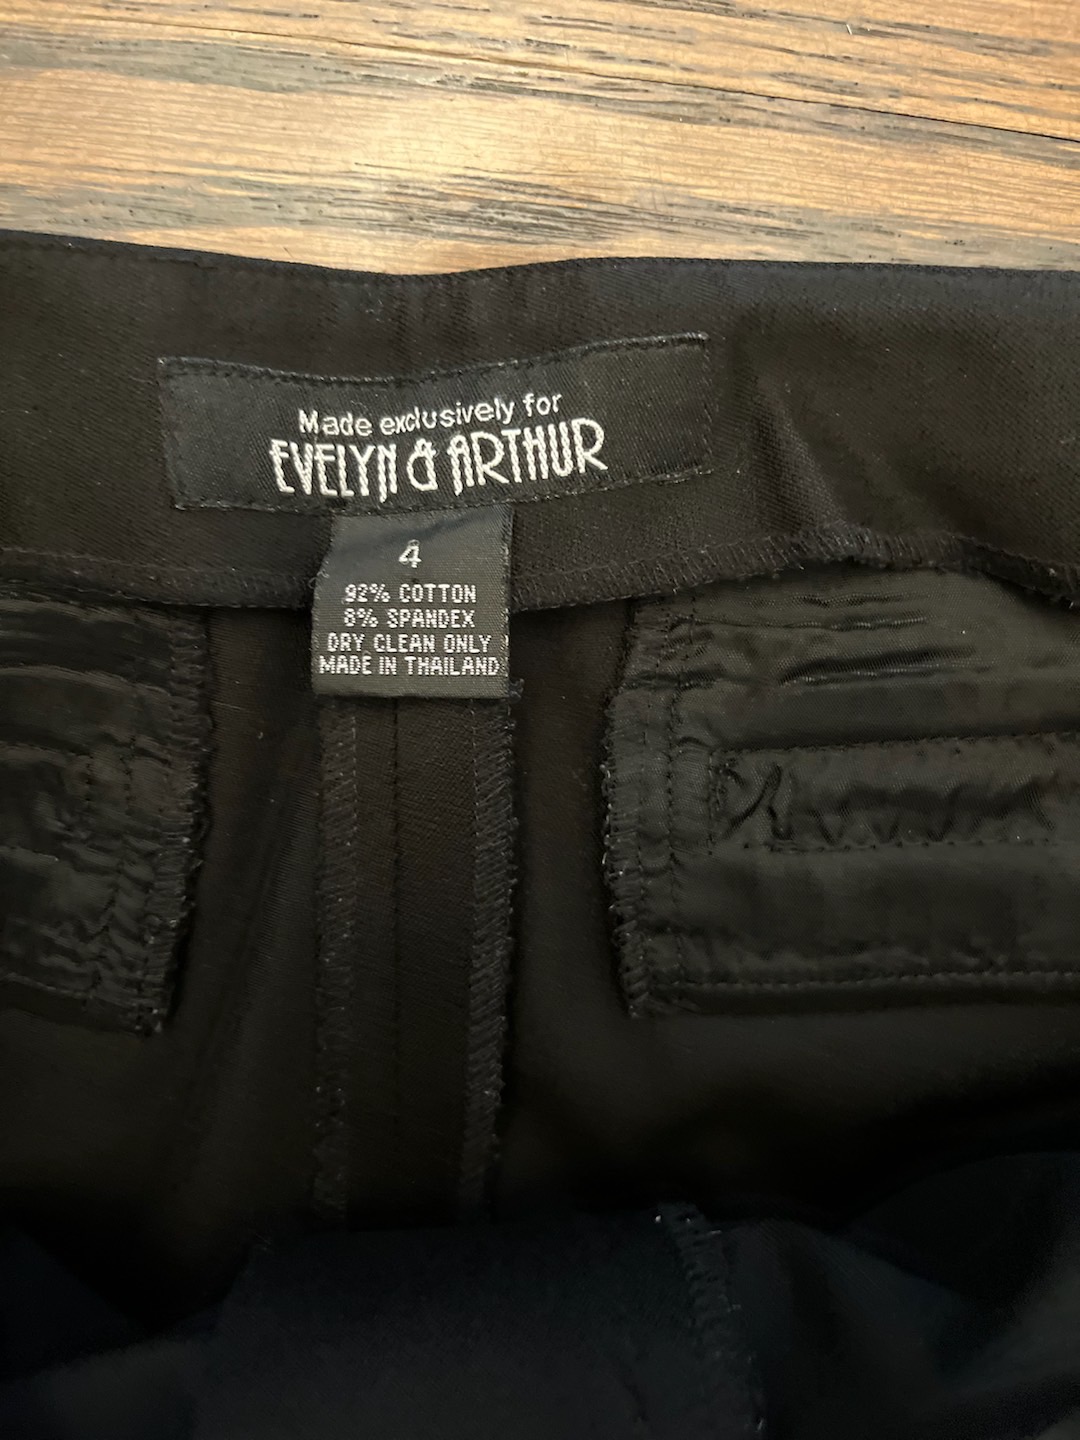 Made exclusively for
EVELYN & ARTHUR
4
92% COTTON
8% SPANDEX
DRY CLEAN ONLY
MADE IN THAILAND